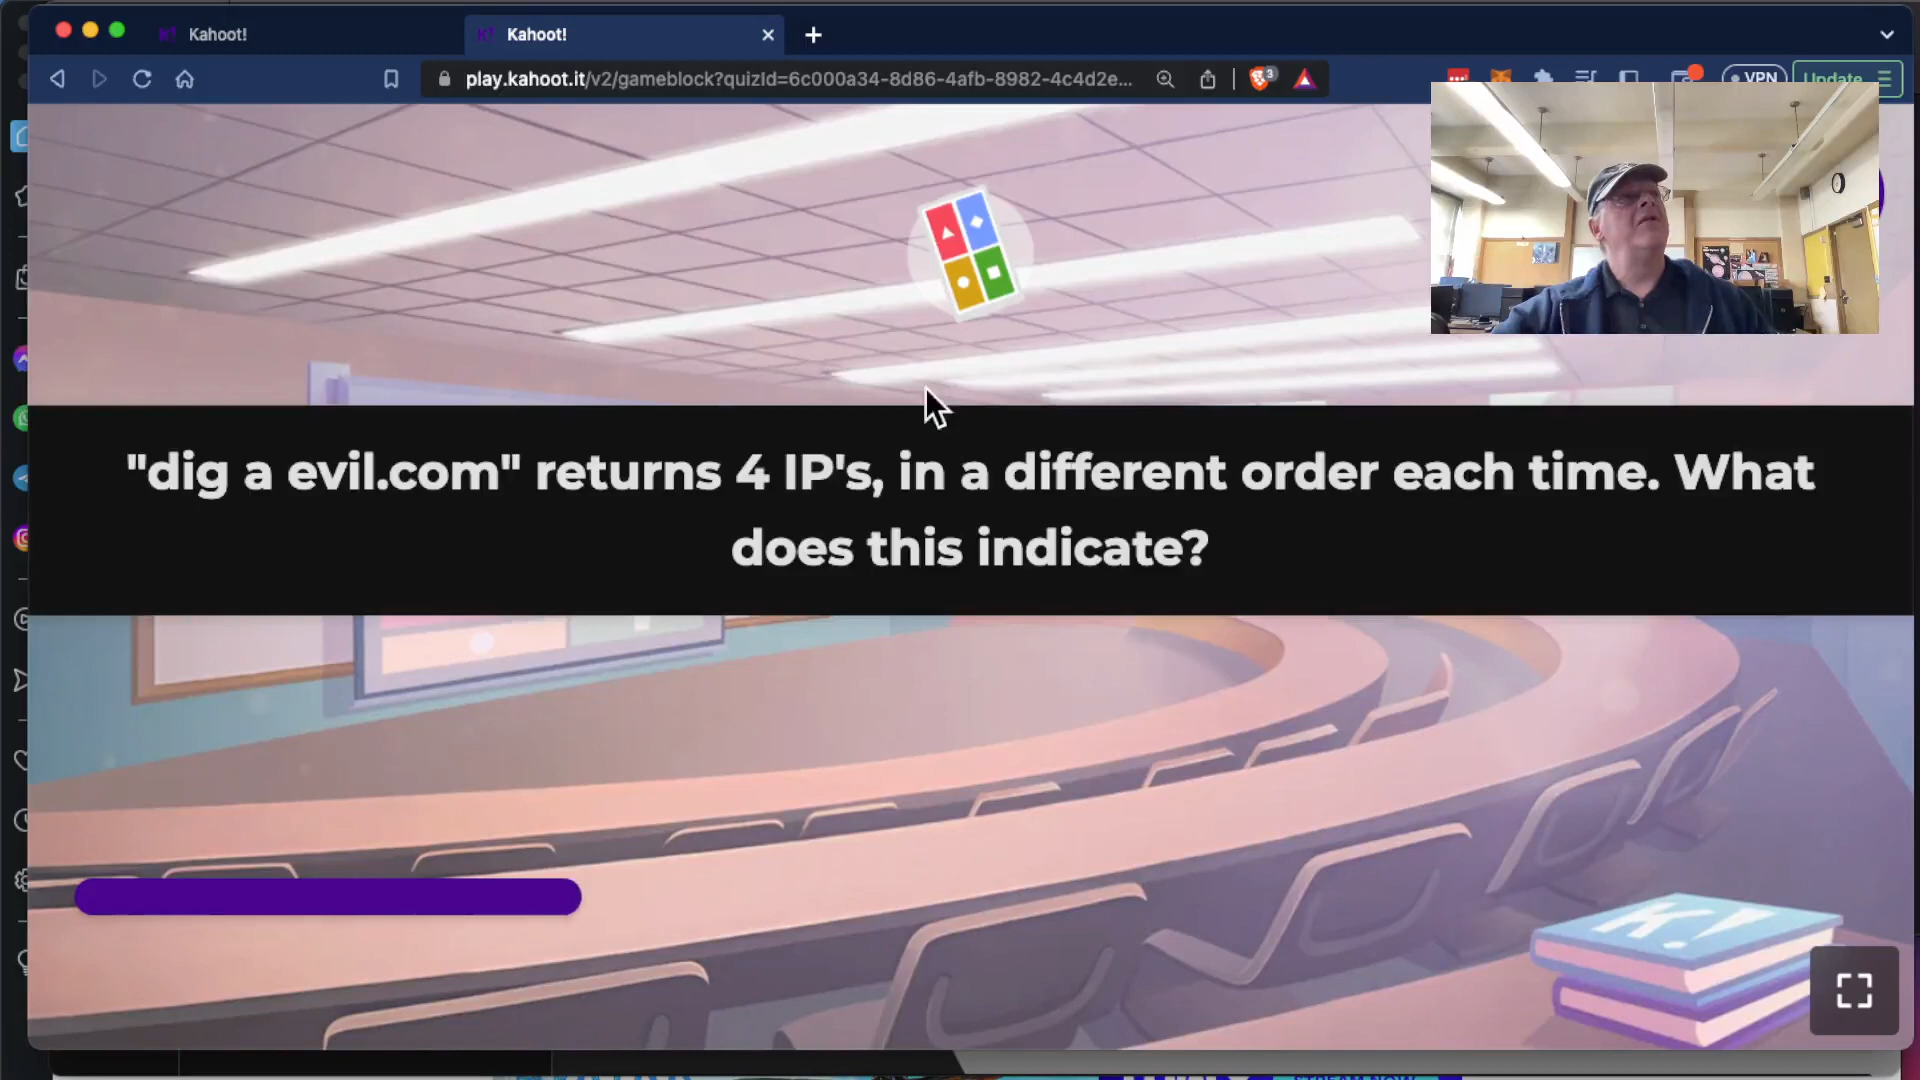 Kahoot!
Kahoot!
play.kahoot.it/v2/gameblock?quizId=6c000a34-8d86-4afb-8982-4c4d2e...
3
VPN
Update
"dig a evil.com" returns 4 IP's, in a different order each time. What
does this indicate?
K!